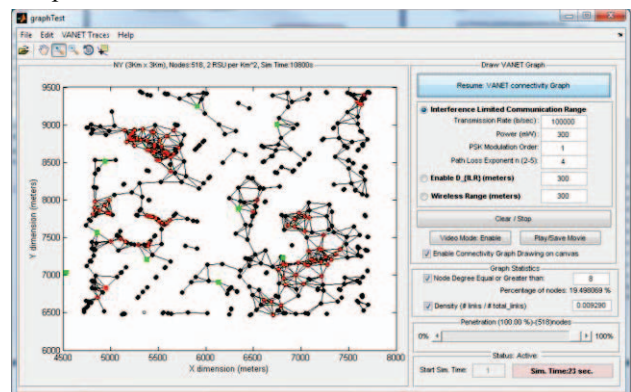 graphTest
File Edit VANET Traces Help
NY (3Km x 3Km), Nodes:518, 2 RSU per Km^2, Sim Time:10800s
9500
9000
8500
8000
7500
7000
6500
6000
Y dimension (meters)
4500 5000 5500 6000 6500 7000 7500 8000
X dimension (meters)
Draw VANET Graph
Resume: VANET connectivity Graph
Interference Limited Communication Range
Transmission Rate (b/sec) 100000
Power (mW) 300
PSK Modulation Order 1
Path Loss Exponent n (2-5) 4
Enable D_[ILR] (meters) 300
Wireless Range (meters) 300
Clear / Stop
Video Mode: Enable Play/Save Movie
Enable Connectivity Graph Drawing on canvas
Graph Statistics
Node Degree Equal or Greater than: 8
Percentage of nodes: 19.498069 %
Density (# links / # total_links) 0.009290
Penetration (100.00 %)-(518)nodes
0% 100%
Status: Active
Start Sim. Time: 1 Sim. Time:23 sec.